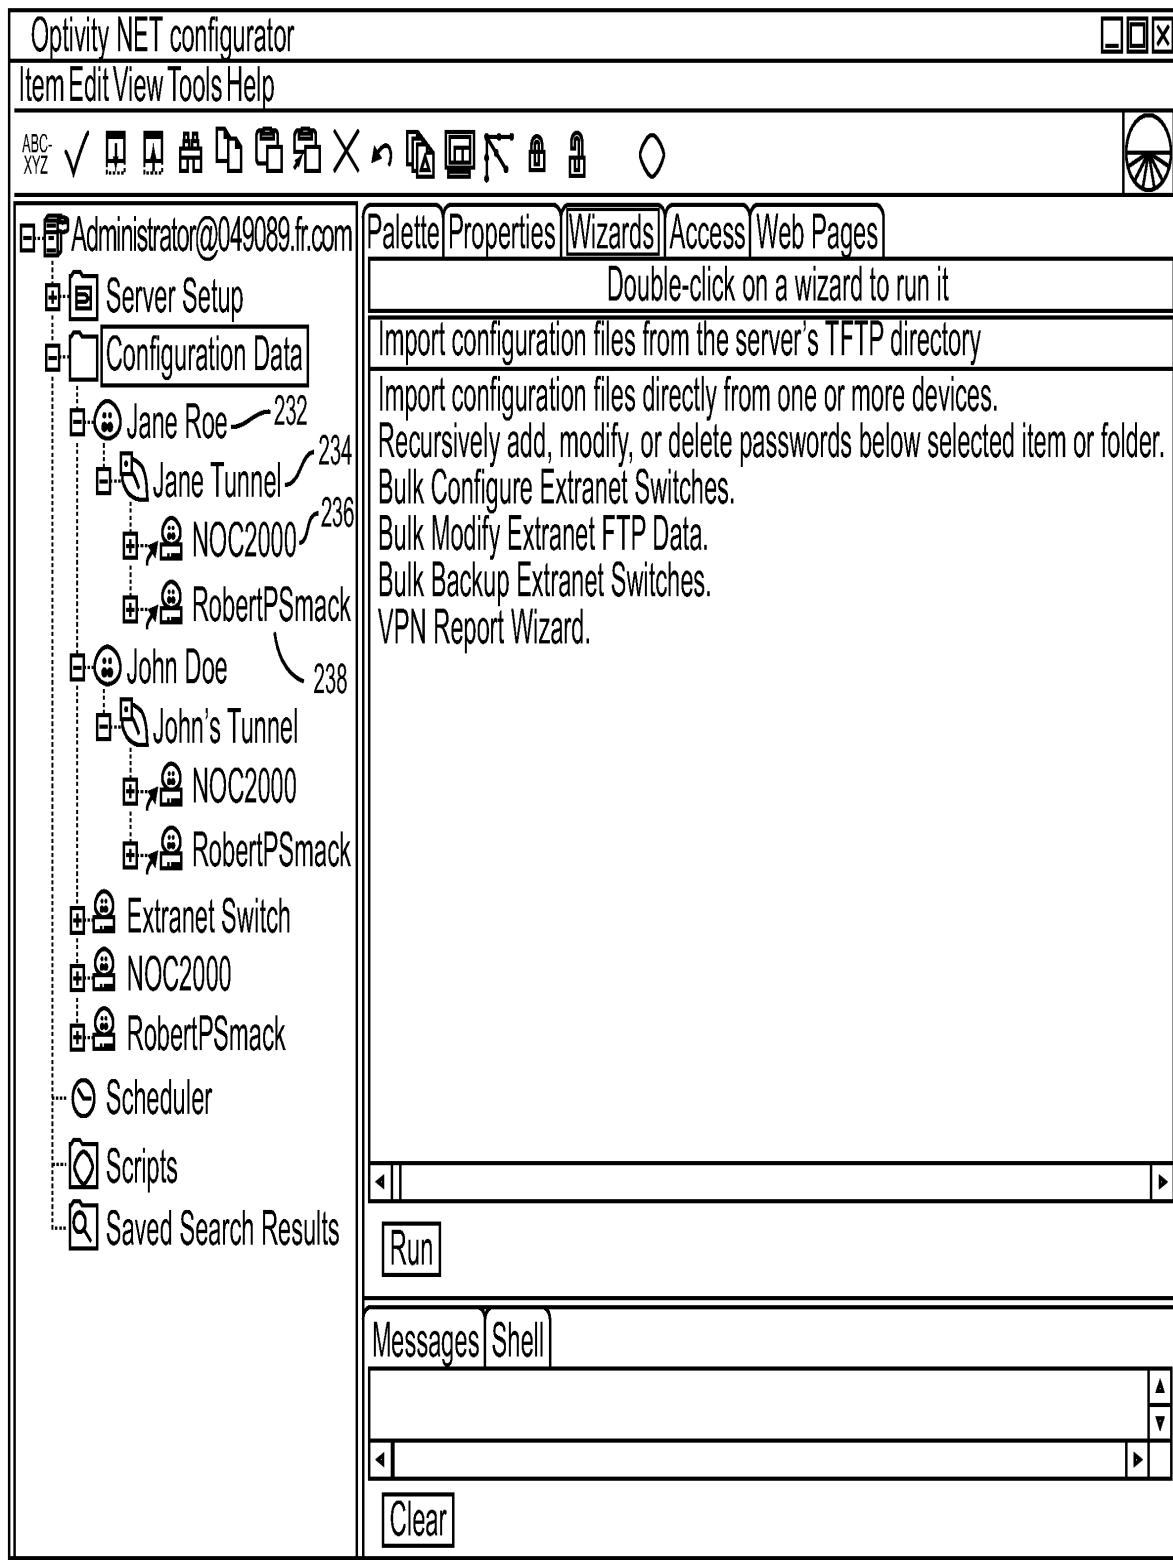 Optivity NET configurator
Item Edit View Tools Help
ABC-
XYZ
Administrator@049089.fr.com
Server Setup
Configuration Data
Jane Roe 232
Jane Tunnel 234
NOC2000 236
RobertPSmack
238
John Doe
John's Tunnel
NOC2000
RobertPSmack
Extranet Switch
NOC2000
RobertPSmack
Scheduler
Scripts
Saved Search Results
Palette Properties Wizards Access Web Pages
Double-click on a wizard to run it
Import configuration files from the server's TFTP directory
Import configuration files directly from one or more devices.
Recursively add, modify, or delete passwords below selected item or folder.
Bulk Configure Extranet Switches.
Bulk Modify Extranet FTP Data.
Bulk Backup Extranet Switches.
VPN Report Wizard.
Run
Messages Shell
Clear